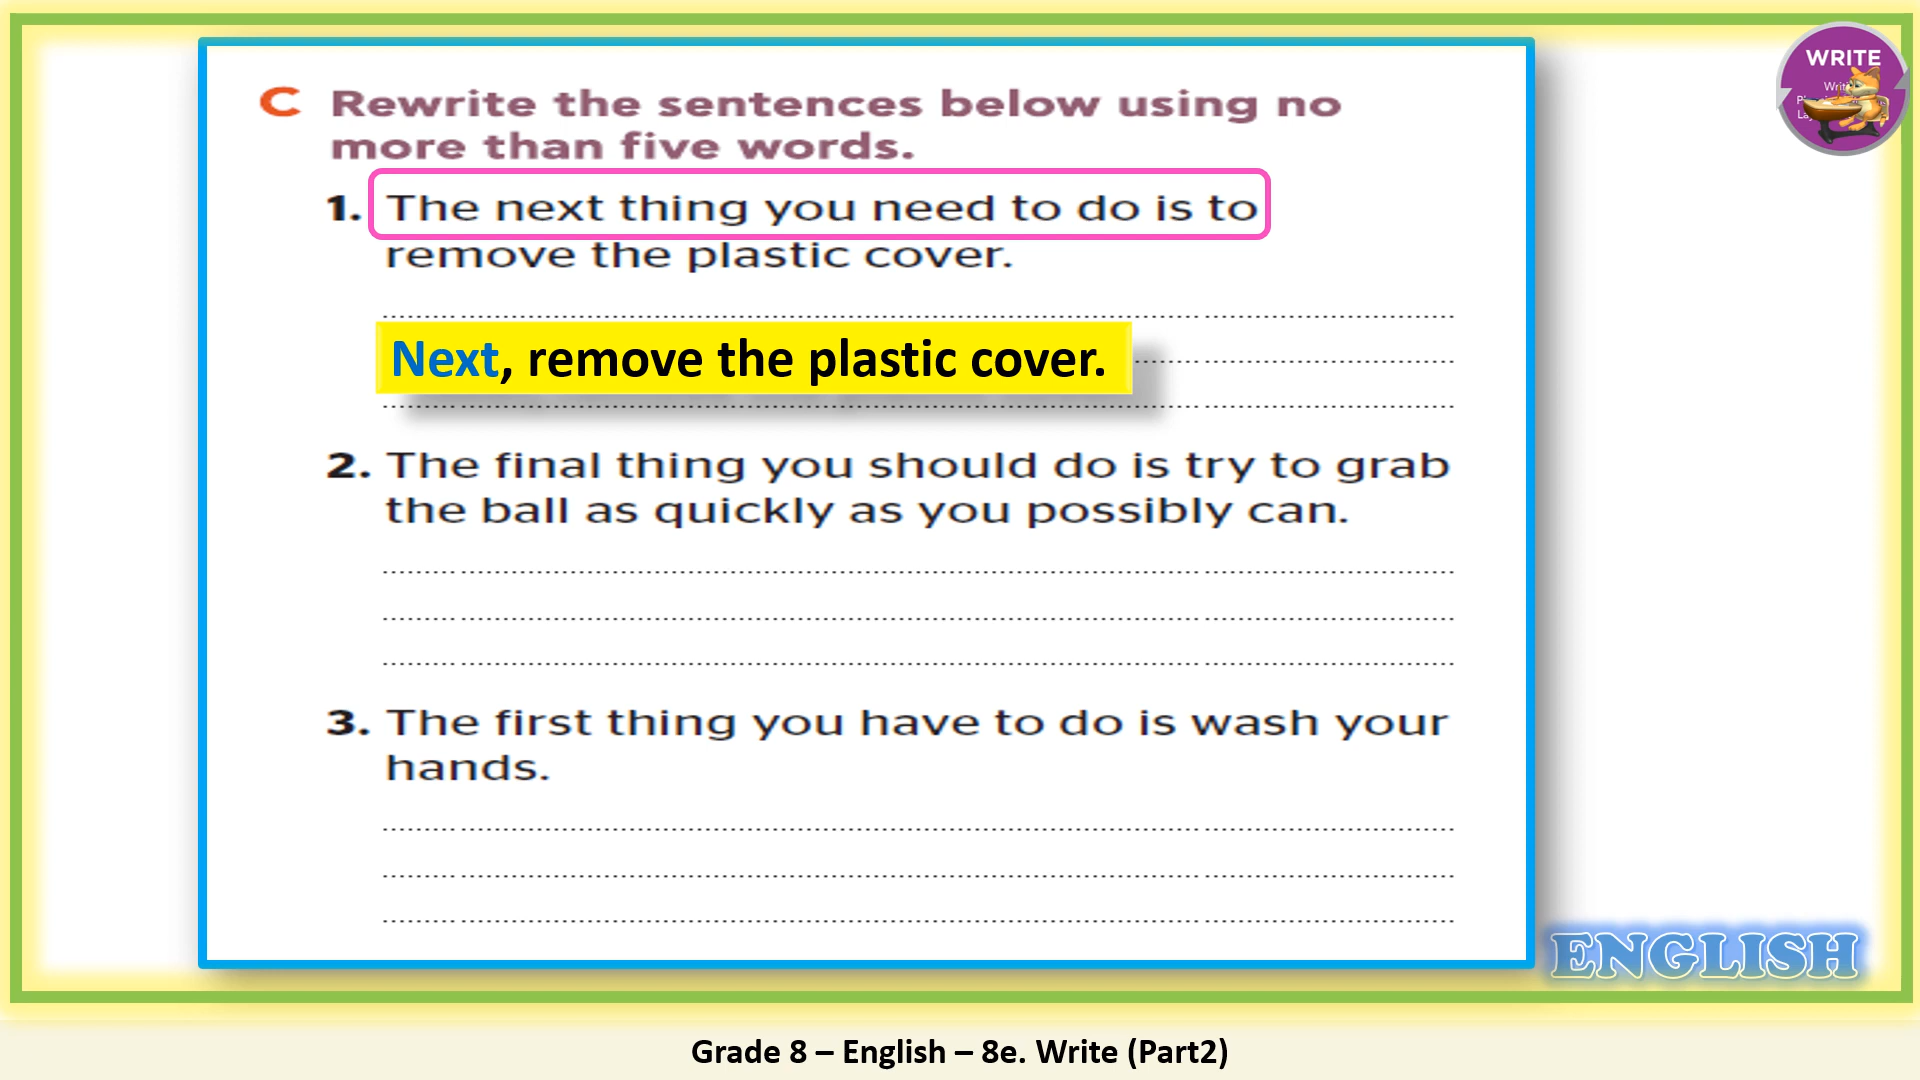 WRITE
Writ
C Rewrite the sentences below using no
more than five words.
1. The next thing you need to do is to
remove the plastic cover.
Next, remove the plastic cover.
2. The final thing you should do is try to grab
the ball as quickly as you possibly can.
3. The first thing you have to do is wash your
hands.
ENGLISH
Grade 8 – English – 8e. Write (Part2)